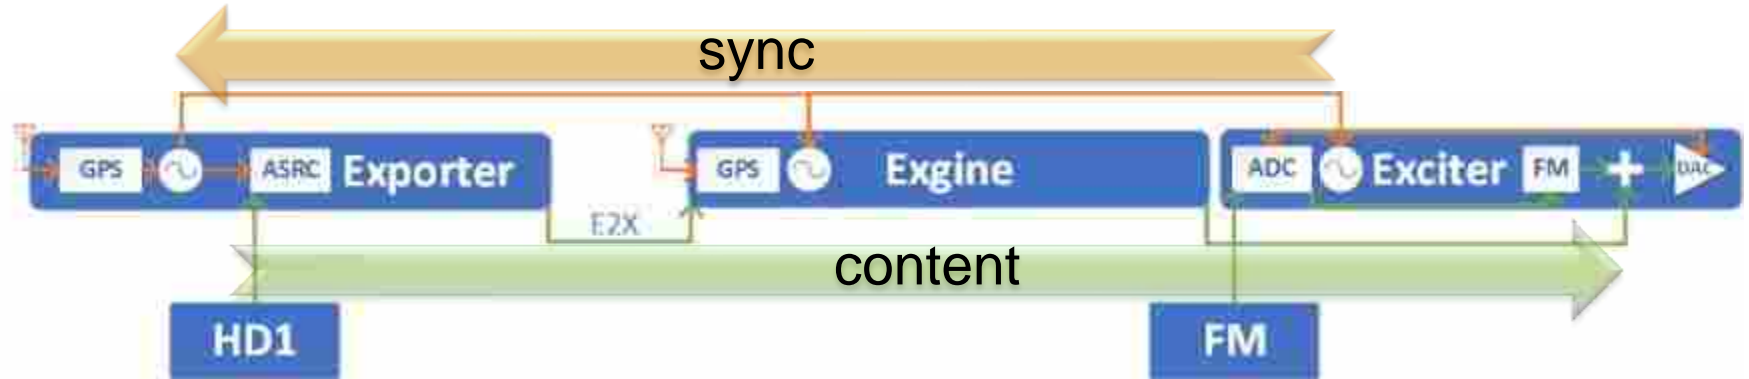 sync
GPS
ASRC
Exporter
GPS
Exgine
ADC
Exciter
FM
DAC
E2X
content
HD1
FM